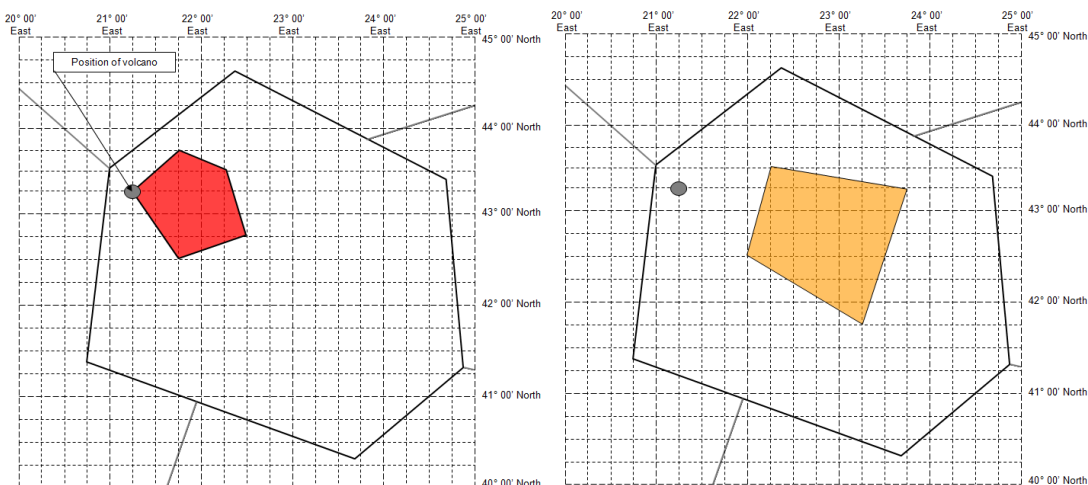 20° 00' 21° 00' 22° 00' 23° 00' 24° 00' 25° 00'
East East East East East East
45° 00' North
Position of volcano
44° 00' North
43° 00' North
42° 00' North
41° 00' North
40° 00' North
20° 00' 21° 00' 22° 00' 23° 00' 24° 00' 25° 00'
East East East East East East
45° 00' North
44° 00' North
43° 00' North
42° 00' North
41° 00' North
40° 00' North